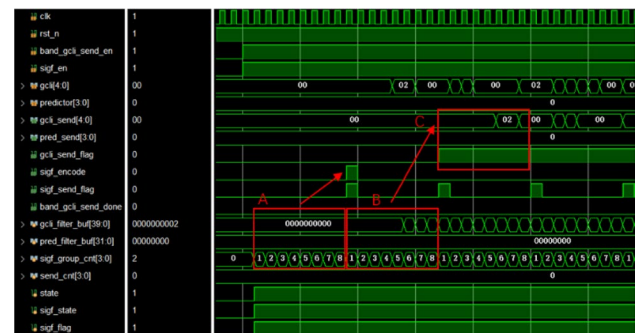 clk 1
rst_n 1
band_gcli_send_en 1
sigf_en 1
gcli[4:0] 00 00 02 00 00 02 00 0
predictor[3:0] 0 0
gcli_send[4:0] 00 00 C 02 00 00
pred_send[3:0] 0 0
gcli_send_flag 0
sigf_encode 0
sigf_send_flag 0
band_gcli_send_done 0
A B
gcli_filter_buf[39:0] 0000000002 0000000000
pred_filter_buf[31:0] 00000000 00000000
sigf_group_cnt[3:0] 2 0 1 2 3 4 5 6 7 8 1 2 3 4 5 6 7 8 1 2 3 4 5 6 7 8 1 2 3 4 5 6 7 8 1
send_cnt[3:0] 0 0
state 1
sigf_state 1
sigf_flag 1